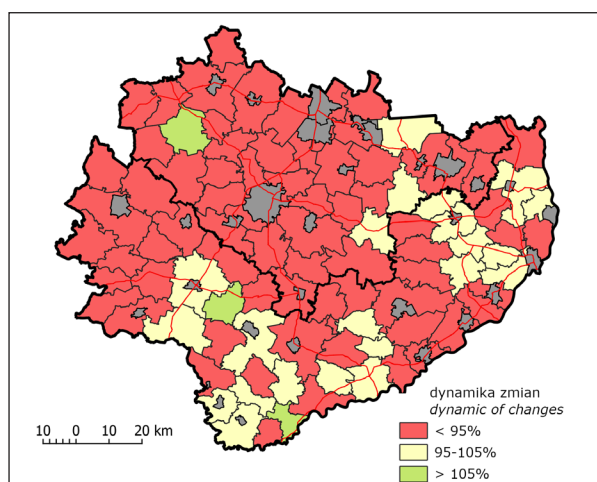 dynamika zmian
dynamic of changes
< 95%
95-105%
> 105%
10 0 10 20 km